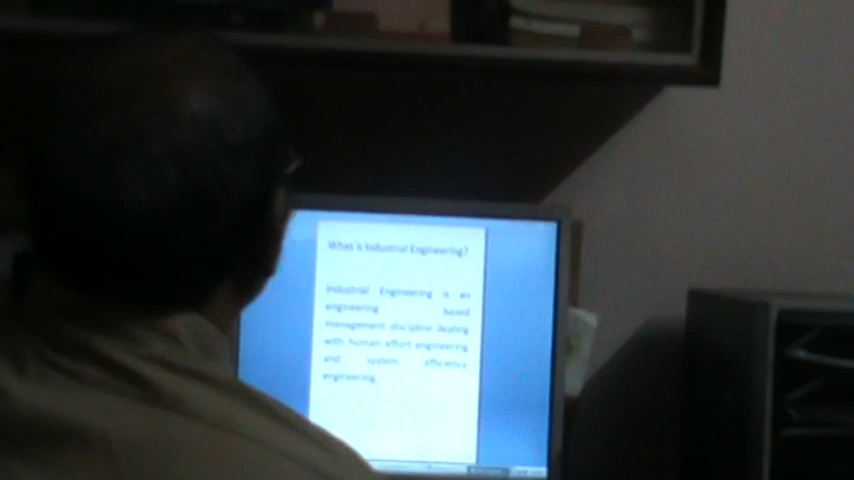 What is Industrial Engineering?
Industrial Engineering is an
engineering based
management discipline dealing
with human effort engineering
and system efficiency
engineering.